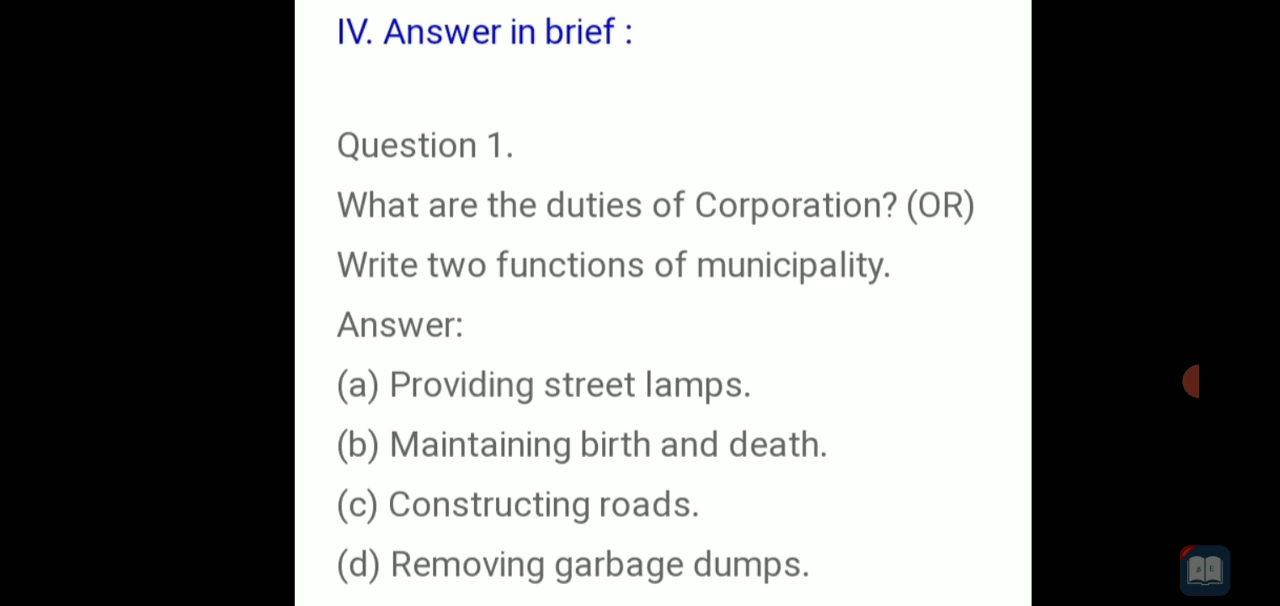 IV. Answer in brief :
Question 1.
What are the duties of Corporation? (OR)
Write two functions of municipality.
Answer:
(a) Providing street lamps.
(b) Maintaining birth and death.
(c) Constructing roads.
(d) Removing garbage dumps.